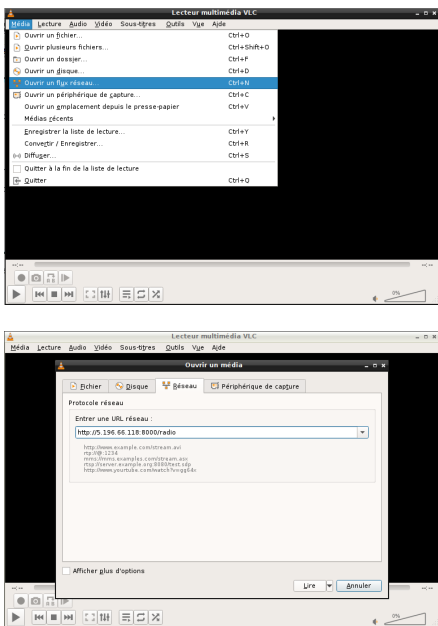 Lecteur multimédia VLC
Média Lecture Audio Vidéo Sous-titres Outils Vue Aide
Ouvrir un fichier... Ctrl+O
Ouvrir plusieurs fichiers... Ctrl+Shift+O
Ouvrir un dossier... Ctrl+F
Ouvrir un disque... Ctrl+D
Ouvrir un flux réseau... Ctrl+N
Ouvrir un périphérique de capture... Ctrl+C
Ouvrir un emplacement depuis le presse-papier Ctrl+V
Médias récents
Enregistrer la liste de lecture... Ctrl+Y
Convertir / Enregistrer... Ctrl+R
Diffuser... Ctrl+S
Quitter à la fin de la liste de lecture
Quitter Ctrl+Q
--:-- --:--
0%
Lecteur multimédia VLC
Média Lecture Audio Vidéo Sous-titres Outils Vue Aide
Ouvrir un média
Fichier Disque Réseau Périphérique de capture
Protocole réseau
Entrer une URL réseau :
http://5.196.66.118:8000/radio
http://www.example.com/stream.avi
rtp://@:1234
mms://mms.examples.com/stream.asx
rtsp://server.example.org:8080/test.sdp
http://www.yourtube.com/watch?v=gg64x
Afficher plus d'options
Lire Annuler
--:-- --:--
0%